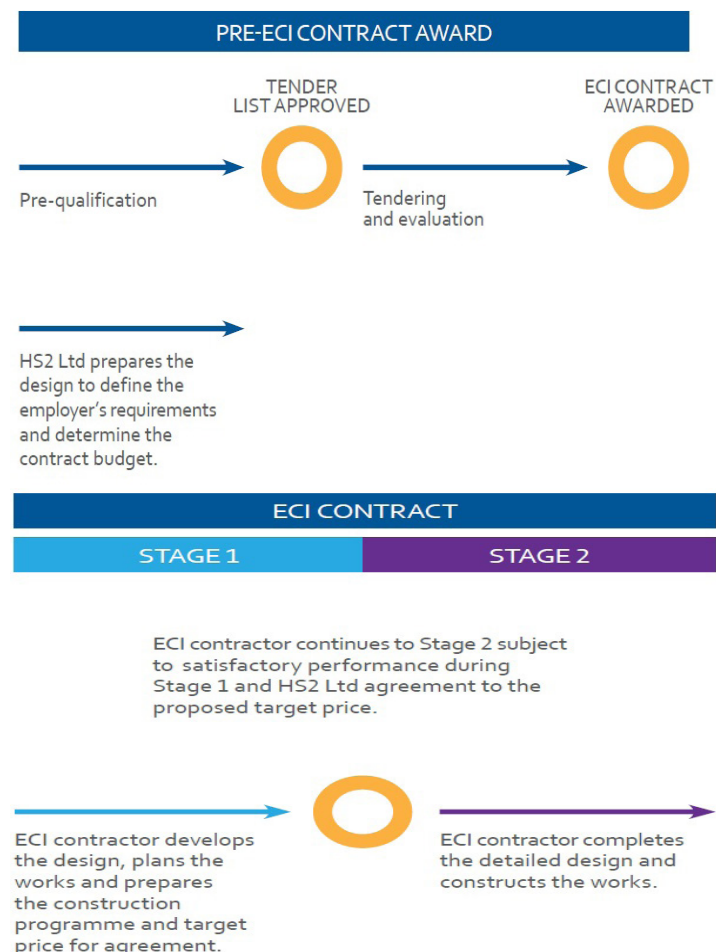 PRE-ECI CONTRACT AWARD
TENDER
LIST APPROVED
ECI CONTRACT
AWARDED
Pre-qualification
Tendering
and evaluation
HS2 Ltd prepares the
design to define the
employer's requirements
and determine the
contract budget.
ECI CONTRACT
STAGE 1
STAGE 2
ECI contractor continues to Stage 2 subject
to satisfactory performance during
Stage 1 and HS2 Ltd agreement to the
proposed target price.
ECI contractor develops
the design, plans the
works and prepares
the construction
programme and target
price for agreement.
ECI contractor completes
the detailed design and
constructs the works.